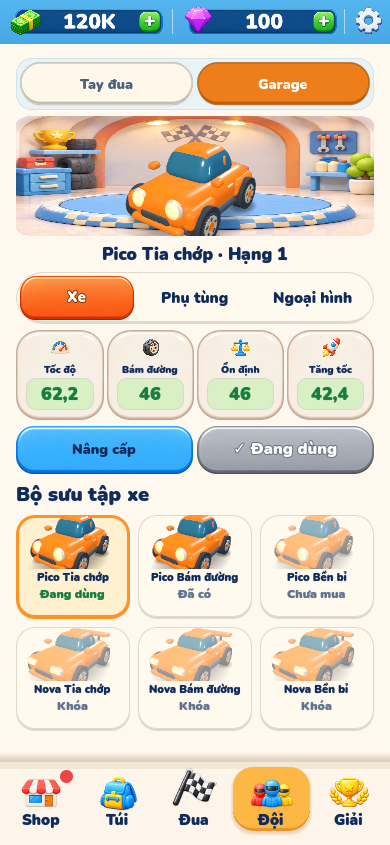 120K
100
Tay đua
Garage
Pico Tia chớp · Hạng 1
Xe
Phụ tùng
Ngoại hình
Tốc độ
Bám đường
Ổn định
Tăng tốc
62,2
46
46
42,4
Nâng cấp
✓ Đang dùng
Bộ sưu tập xe
Pico Tia chớp
Pico Bám đường
Pico Bền bỉ
Đang dùng
Đã có
Chưa mua
Nova Tia chớp
Nova Bám đường
Nova Bền bỉ
Khóa
Khóa
Khóa
Shop
Túi
Đua
Đội
Giải